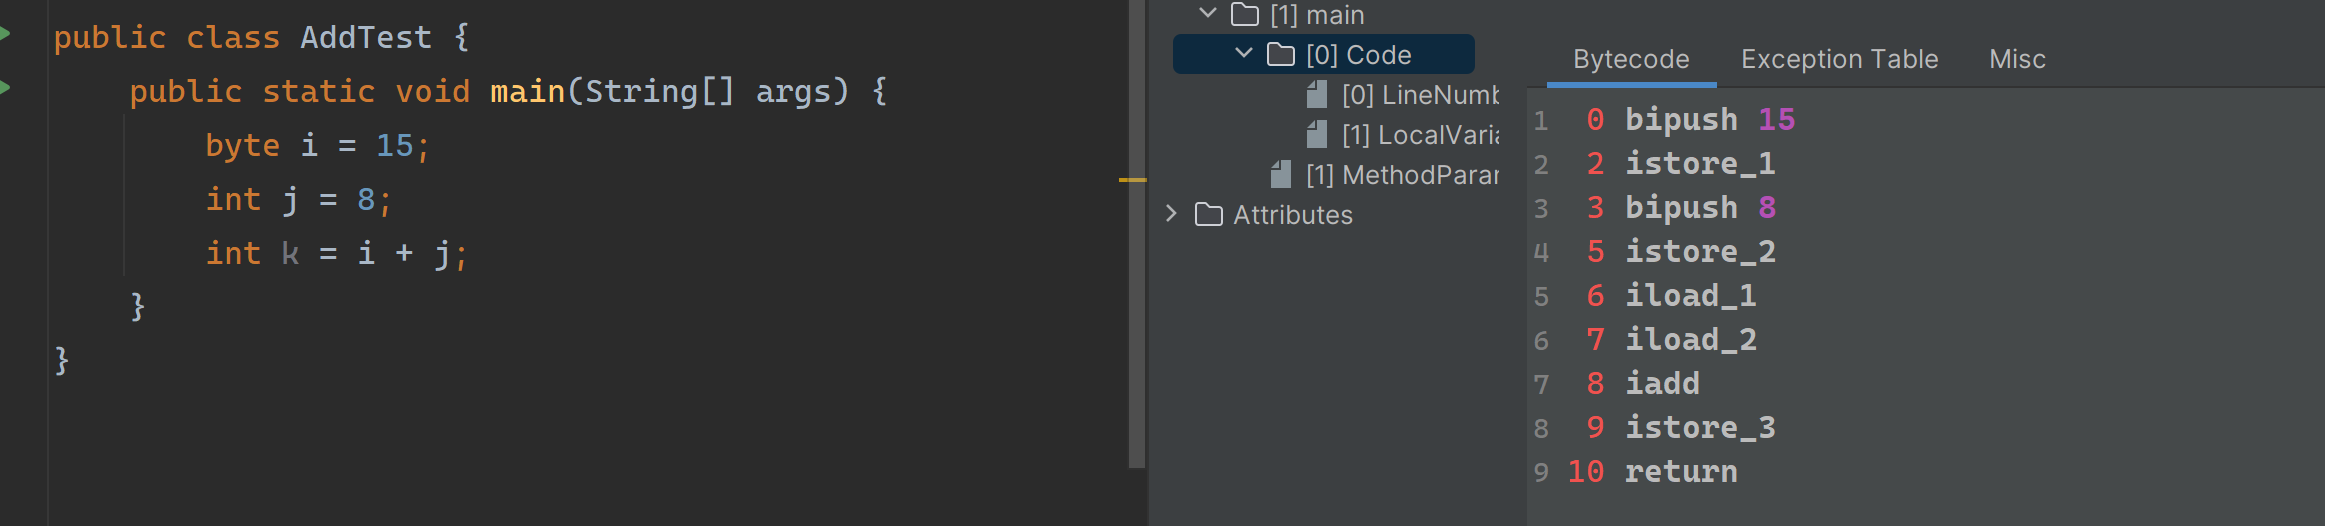 public class AddTest {
public static void main(String[] args) {
byte i = 15;
int j = 8;
int k = i + j;
}
}
[1] main
[0] Code
[0] LineNumb
[1] LocalVaria
[1] MethodParar
Attributes
Bytecode Exception Table Misc
1 0 bipush 15
2 2 istore_1
3 3 bipush 8
4 5 istore_2
5 6 iload_1
6 7 iload_2
7 8 iadd
8 9 istore_3
9 10 return